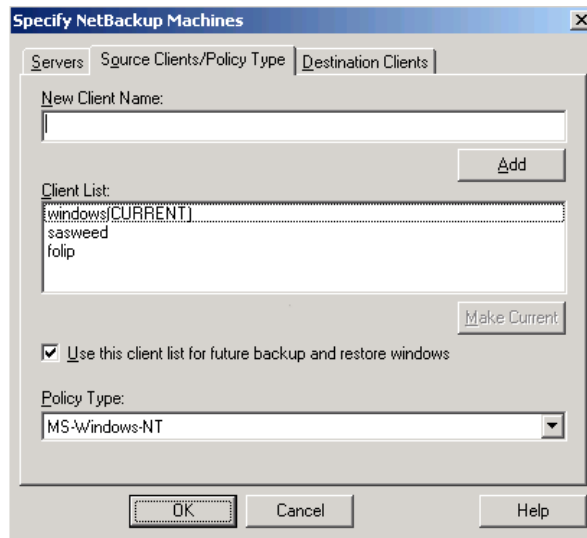 Specify NetBackup Machines
Servers Source Clients/Policy Type Destination Clients
New Client Name:
Add
Client List:
windows(CURRENT)
sasweed
folip
Make Current
Use this client list for future backup and restore windows
Policy Type:
MS-Windows-NT
OK Cancel Help